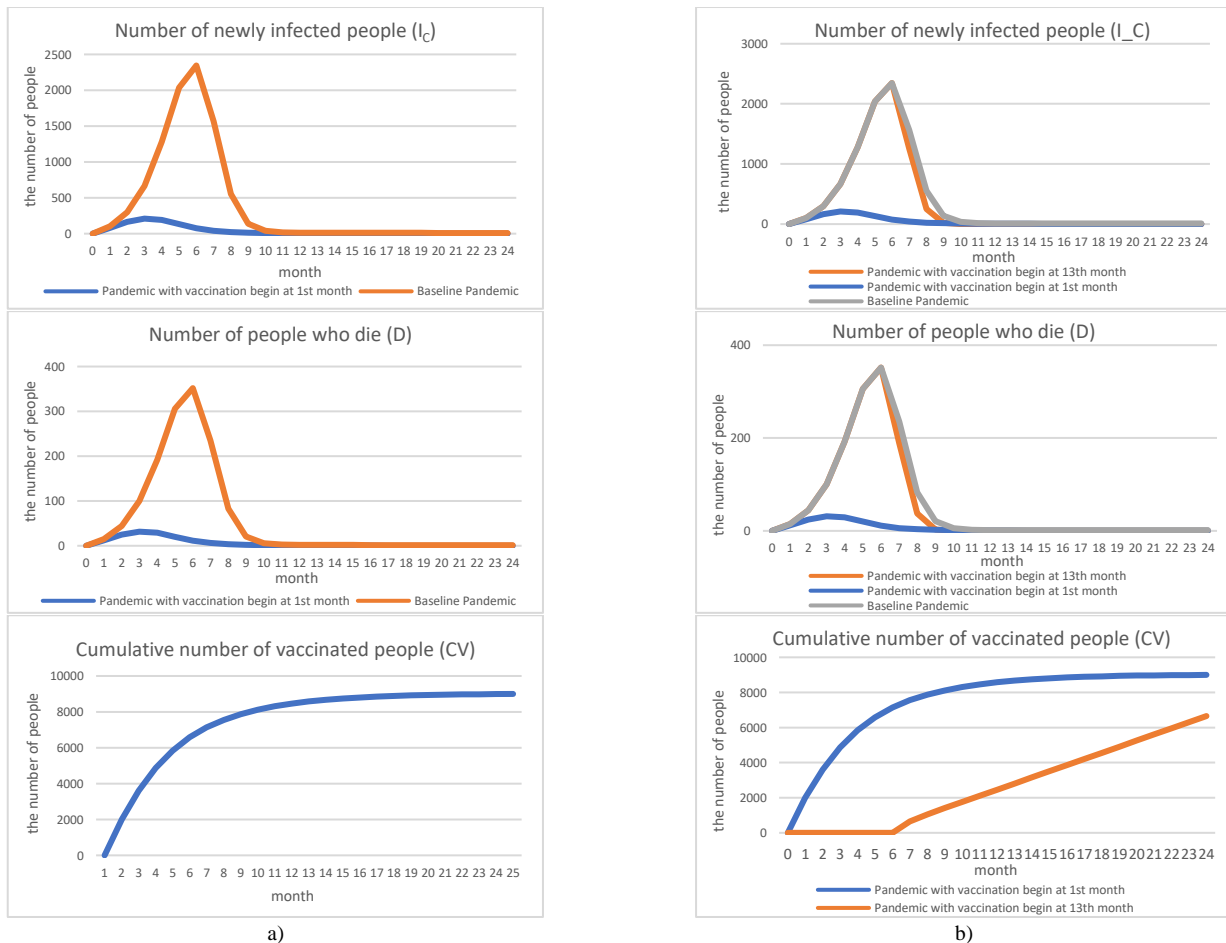 Number of newly infected people (I_C)
2500
2000
1500
1000
500
0
the number of people
0 1 2 3 4 5 6 7 8 9 10 11 12 13 14 15 16 17 18 19 20 21 22 23 24
month
Pandemic with vaccination begin at 1st month Baseline Pandemic
Number of people who die (D)
400
300
200
100
0
the number of people
0 1 2 3 4 5 6 7 8 9 10 11 12 13 14 15 16 17 18 19 20 21 22 23 24
month
Pandemic with vaccination begin at 1st month Baseline Pandemic
Cumulative number of vaccinated people (CV)
10000
8000
6000
4000
2000
0
the number of people
1 2 3 4 5 6 7 8 9 10 11 12 13 14 15 16 17 18 19 20 21 22 23 24 25
month
a)
Number of newly infected people (I_C)
3000
2000
1000
0
the number of people
0 1 2 3 4 5 6 7 8 9 10 11 12 13 14 15 16 17 18 19 20 21 22 23 24
month
Pandemic with vaccination begin at 13th month
Pandemic with vaccination begin at 1st month
Baseline Pandemic
Number of people who die (D)
400
200
0
the number of people
0 1 2 3 4 5 6 7 8 9 10 11 12 13 14 15 16 17 18 19 20 21 22 23 24
month
Pandemic with vaccination begin at 13th month
Pandemic with vaccination begin at 1st month
Baseline Pandemic
Cumulative number of vaccinated people (CV)
10000
8000
6000
4000
2000
0
the number of people
0 1 2 3 4 5 6 7 8 9 10 11 12 13 14 15 16 17 18 19 20 21 22 23 24
month
Pandemic with vaccination begin at 1st month
Pandemic with vaccination begin at 13th month
b)